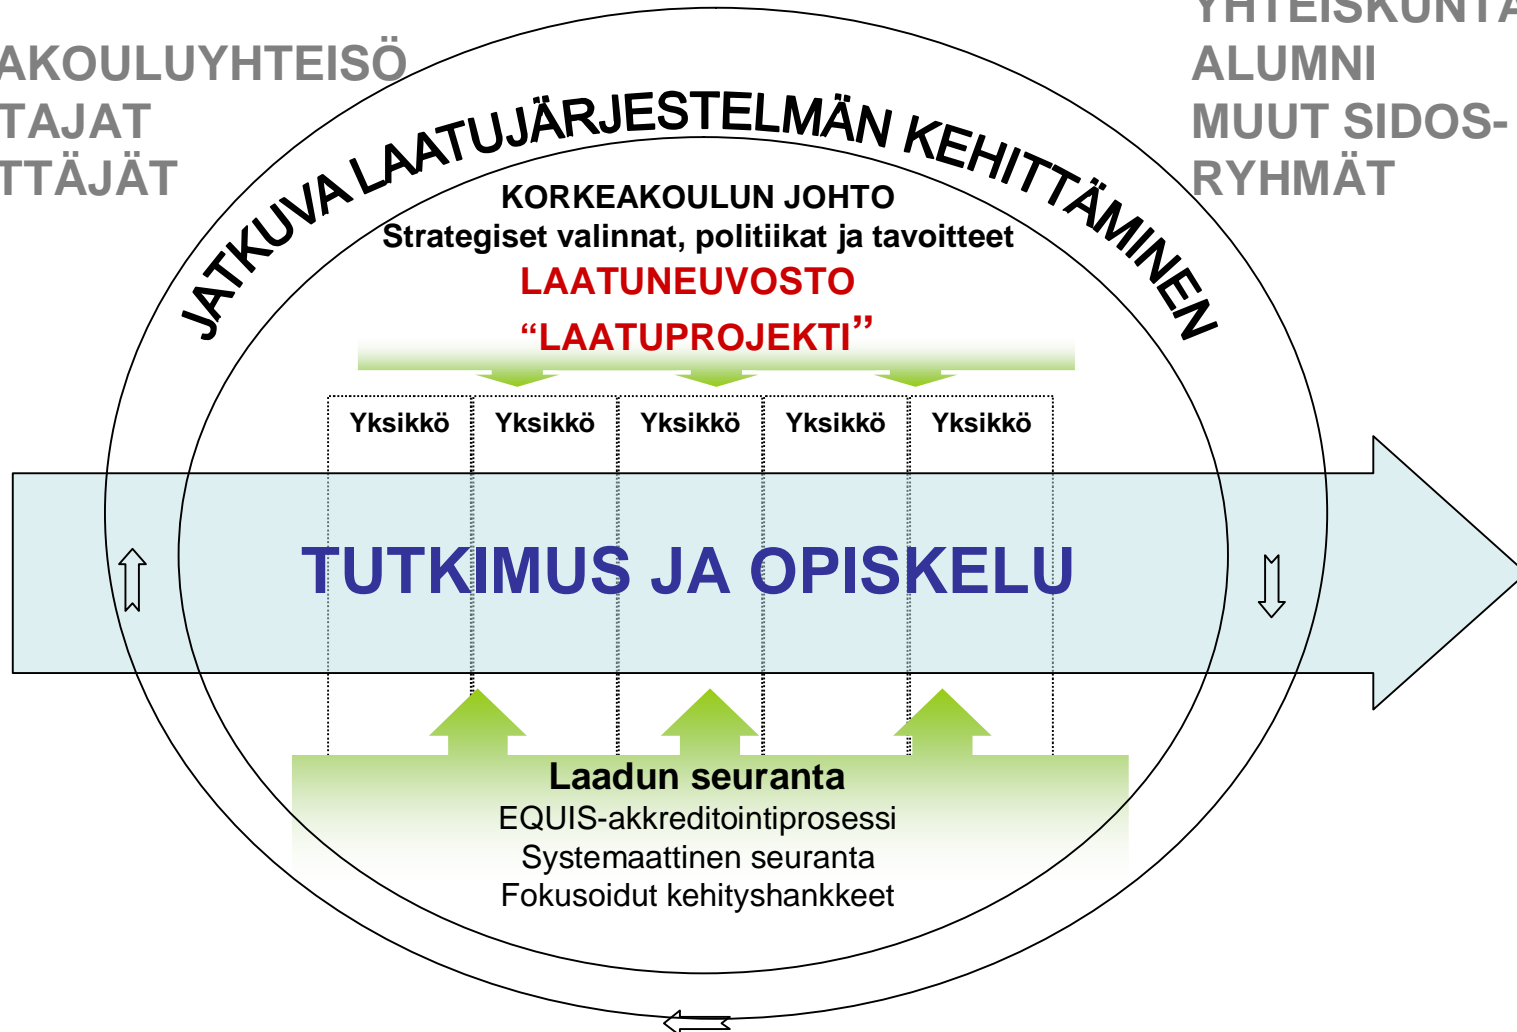 AKOULUYHTEISÖ
TAJAT
TTÄJÄT
YHTEISKUNTA
ALUMNI
MUUT SIDOS-
RYHMÄT
JATKUVA LAATUJÄRJESTELMÄN KEHITTÄMINEN
KORKEAKOULUN JOHTO
Strategiset valinnat, politiikat ja tavoitteet
LAATUNEUVOSTO
“LAATUPROJEKTI”
Yksikkö Yksikkö Yksikkö Yksikkö Yksikkö
TUTKIMUS JA OPISKELU
Laadun seuranta
EQUIS-akkreditointiprosessi
Systemaattinen seuranta
Fokusoidut kehityshankkeet